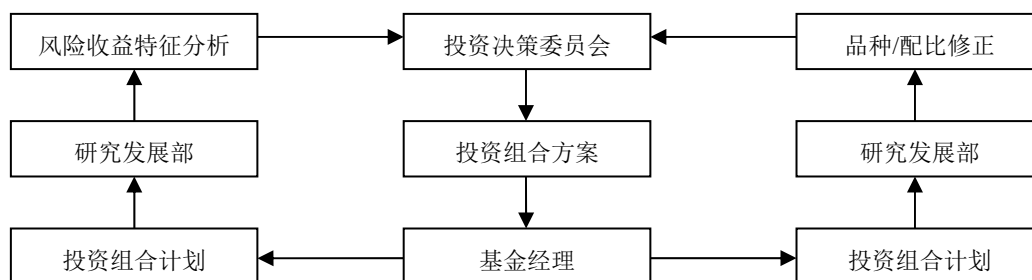 风险收益特征分析
投资决策委员会
品种/配比修正
研究发展部
投资组合方案
研究发展部
投资组合计划
基金经理
投资组合计划